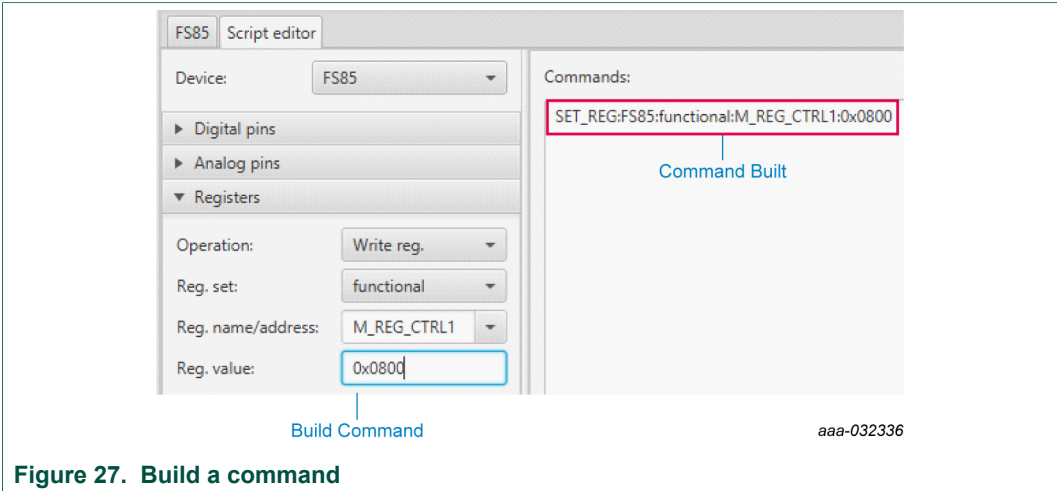 FS85 Script editor
Device: FS85
Digital pins
Analog pins
Registers
Operation: Write reg.
Reg. set: functional
Reg. name/address: M_REG_CTRL1
Reg. value: 0x0800
Build Command
Commands:
SET_REG:FS85:functional:M_REG_CTRL1:0x0800
Command Built
aaa-032336
Figure 27. Build a command